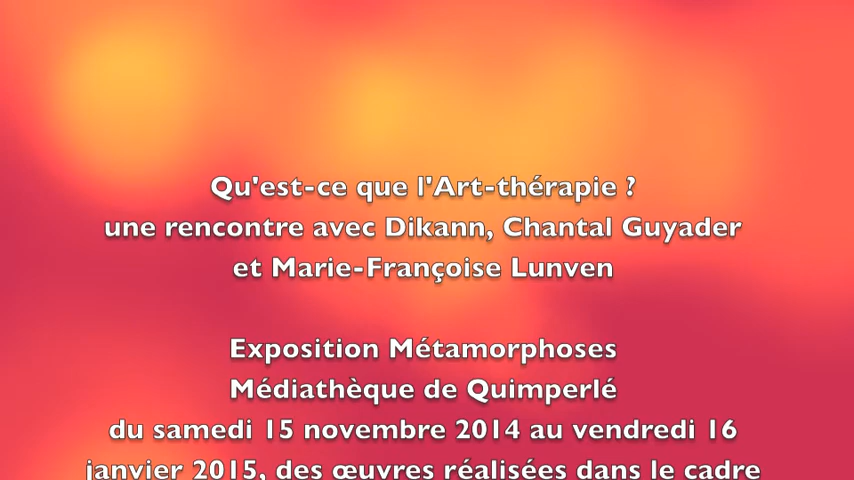 Qu'est-ce que l'Art-thérapie ?
une rencontre avec Dikann, Chantal Guyader
et Marie-Françoise Lunven
Exposition Métamorphoses
Médiathèque de Quimperlé
du samedi 15 novembre 2014 au vendredi 16
janvier 2015, des œuvres réalisées dans le cadre